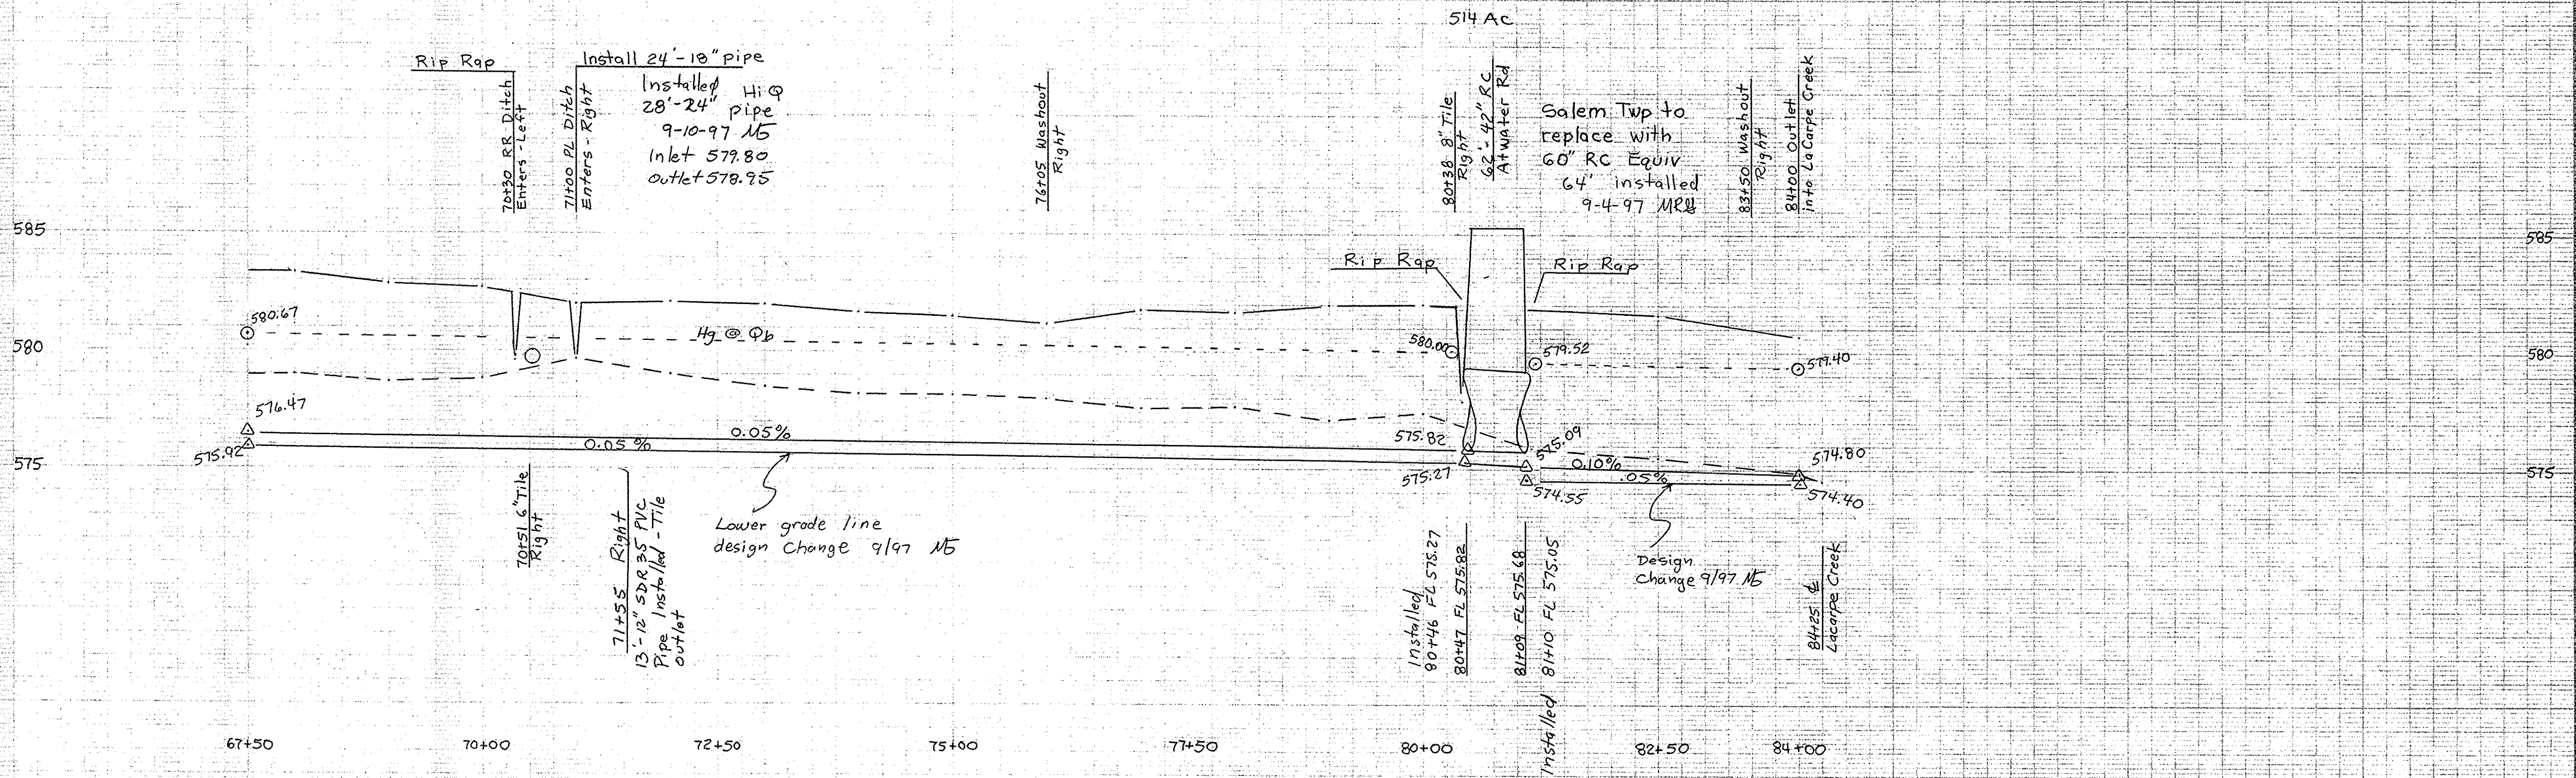 514 Ac
Rip Rap
70+30 RR Ditch
Enters - Left
Install 24'-18" pipe
71+00 PL Ditch
Enters - Right
Installed
28'-24" Hi Q
pipe
9-10-97
Inlet 579.80
Outlet 578.95
76+05 Washout
Right
80+38 8" Tile
Right
62'- 42" RC
Atwater Rd
Salem Twp to
replace with
60" RC Equiv
64' installed
9-4-97
83+50 Washout
Right
84+00 Outlet
into LaCarpe Creek
585
585
Rip Rap
Rip Rap
580.67
Hg @ Qb
580.00
579.52
579.40
580
580
576.47
0.05%
0.05%
575.92
575.82
575.27
575.09
0.10%
.05%
574.55
574.80
574.40
575
575
70+51 6" Tile
Right
71+55 Right
13'-12" SDR 35 PVC
Pipe Installed - Tile
Outlet
Lower grade line
design change 9/97
Installed
80+46 FL 575.27
80+47 FL 575.82
81+09 FL 575.68
Installed 81+10 FL 575.05
Design
Change 9/97
84+25 ℄
Lacarpe Creek
67+50
70+00
72+50
75+00
77+50
80+00
82+50
84+00